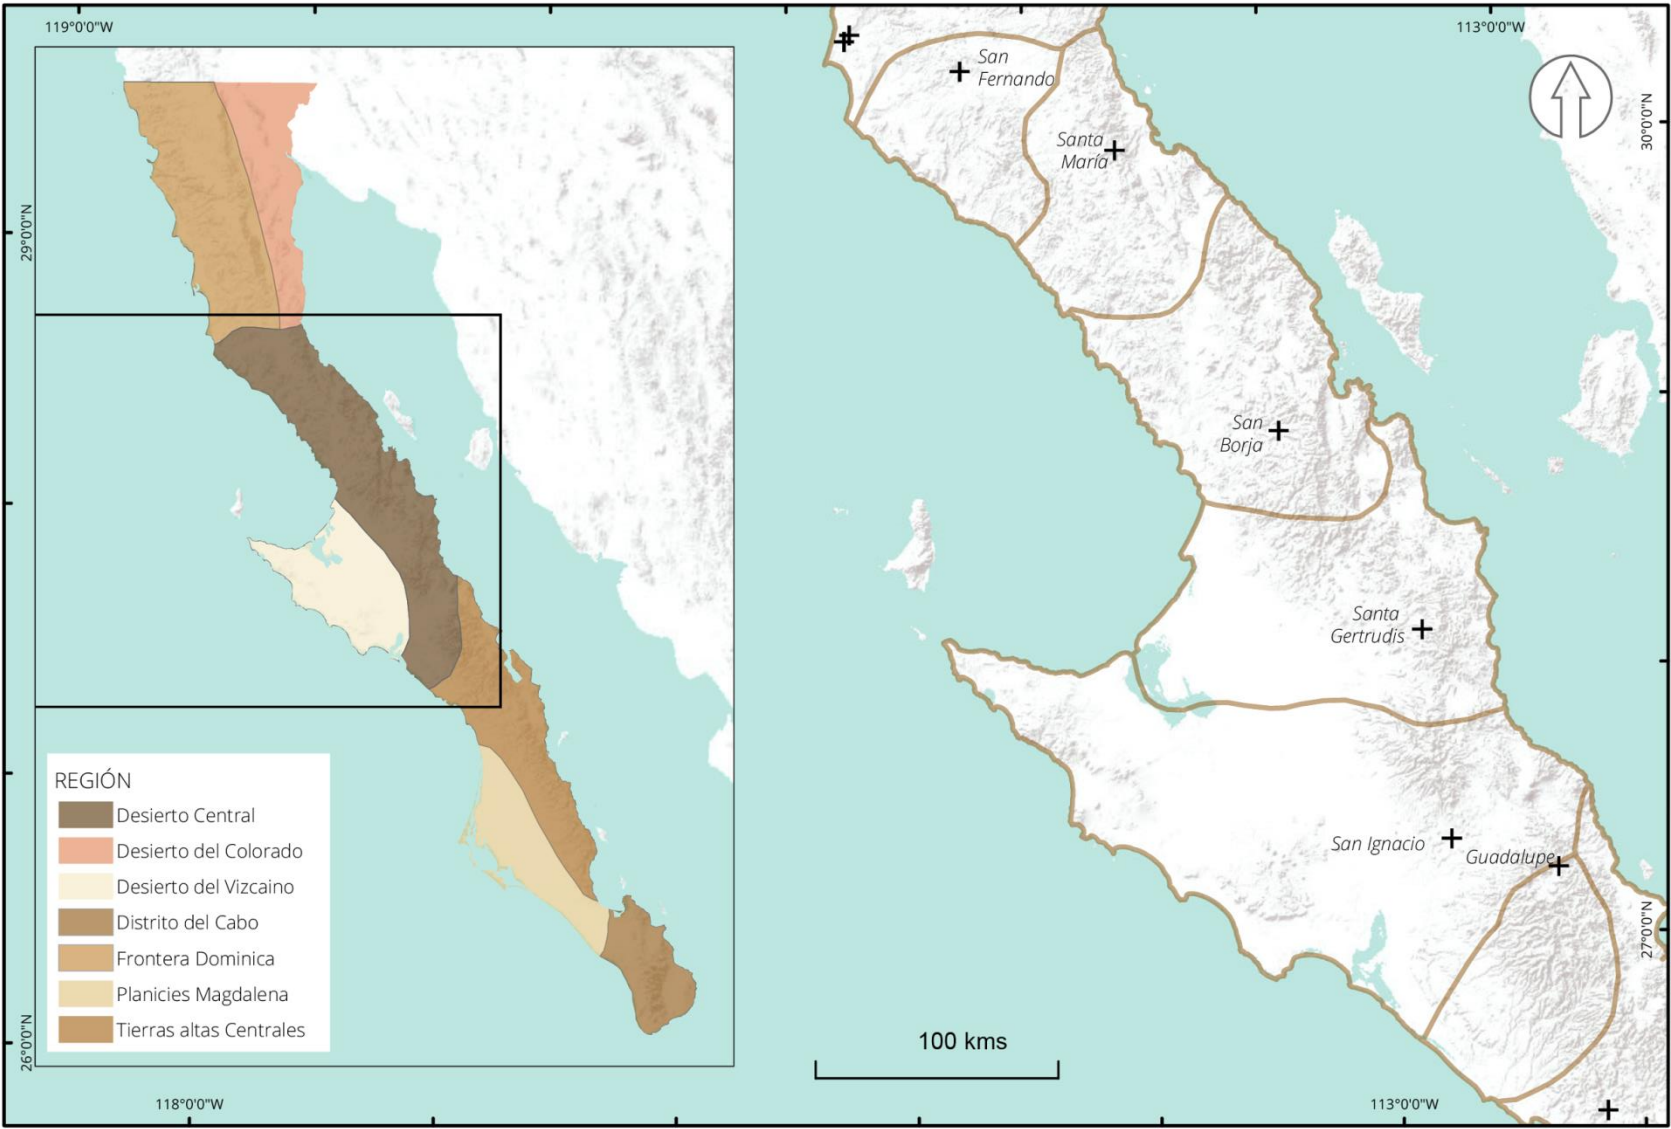 119°0'0"W
113°0'0"W
San
Fernando
30°0'0"N
Santa
María
29°0'0"N
San
Borja
Santa
Gertrudis
REGIÓN
Desierto Central
Desierto del Colorado
Desierto del Vizcaino
Distrito del Cabo
Frontera Dominica
Planicies Magdalena
Tierras altas Centrales
San Ignacio
Guadalupe
27°0'0"N
26°0'0"N
100 kms
118°0'0"W
113°0'0"W